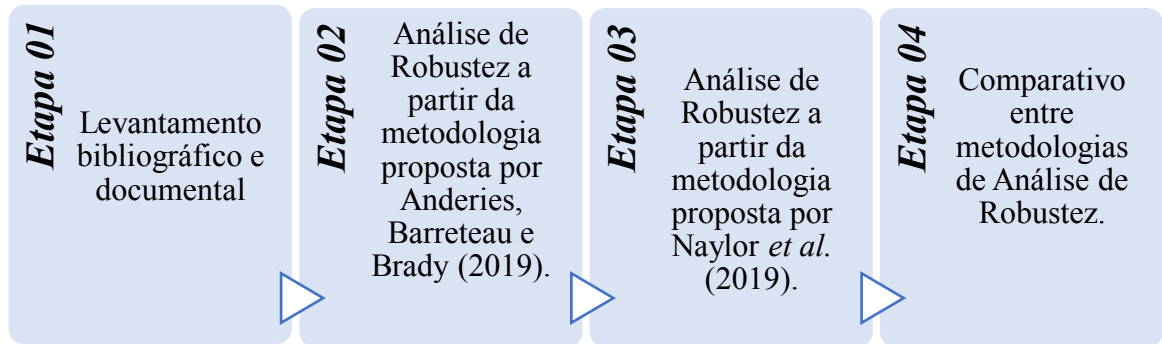 Etapa 01
Levantamento
bibliográfico e
documental
Etapa 02
Análise de
Robustez a
partir da
metodologia
proposta por
Anderies,
Barreteau e
Brady (2019).
Etapa 03
Análise de
Robustez a
partir da
metodologia
proposta por
Naylor et al.
(2019).
Etapa 04
Comparativo
entre
metodologias
de Análise de
Robustez.